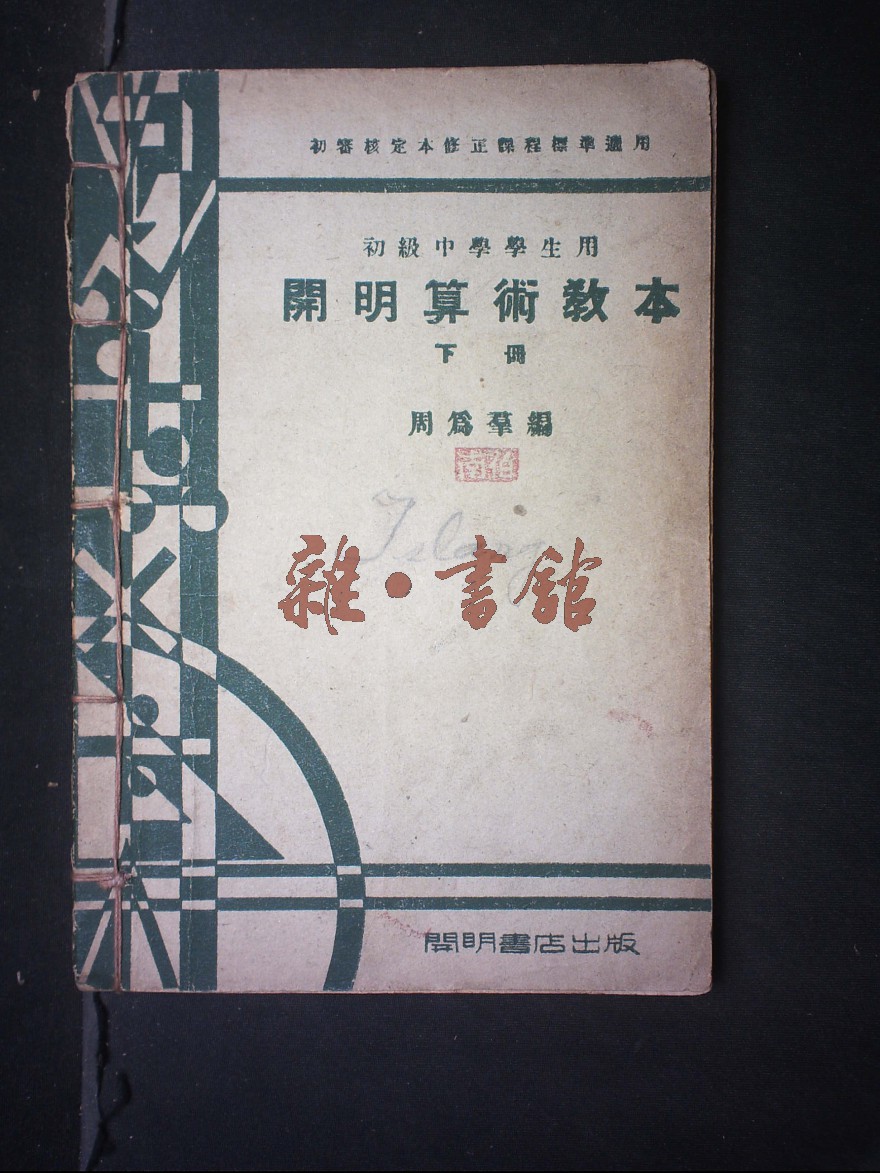 初審核定本修正課程標準適用
初級中學學生用
開明算術教本
下冊
周為羣編
雜·書館
開明書店出版